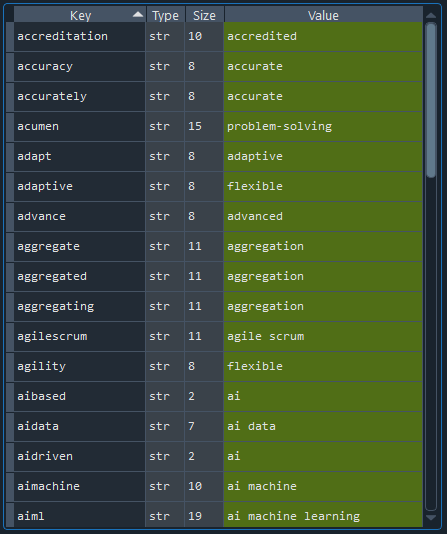 Key Type Size Value
accreditation str 10 accredited
accuracy str 8 accurate
accurately str 8 accurate
acumen str 15 problem-solving
adapt str 8 adaptive
adaptive str 8 flexible
advance str 8 advanced
aggregate str 11 aggregation
aggregated str 11 aggregation
aggregating str 11 aggregation
agilescrum str 11 agile scrum
agility str 8 flexible
aibased str 2 ai
aidata str 7 ai data
aidriven str 2 ai
aimachine str 10 ai machine
aiml str 19 ai machine learning